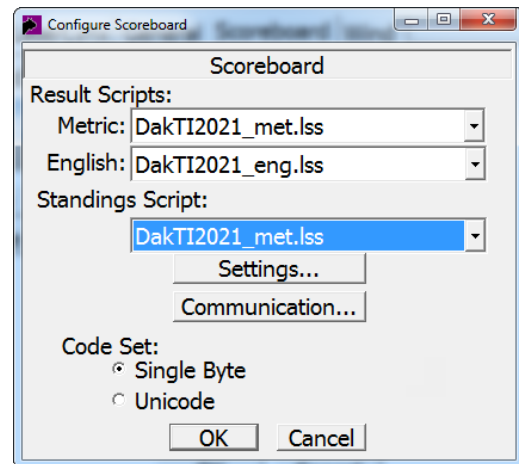 Configure Scoreboard
Scoreboard
Result Scripts:
Metric: DakTI2021_met.lss
English: DakTI2021_eng.lss
Standings Script:
DakTI2021_met.lss
Settings...
Communication...
Code Set:
Single Byte
Unicode
OK Cancel